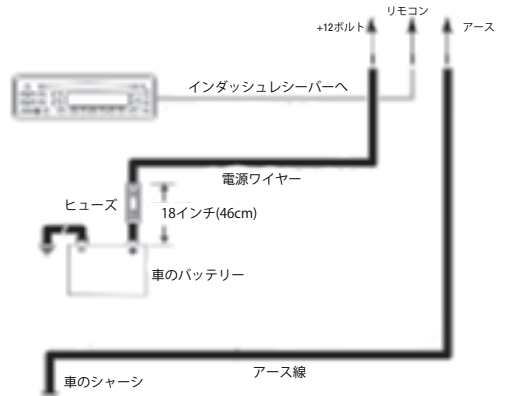 リモコン
+12ボルト
アース
インダッシュレシーバーへ
電源ワイヤー
ヒューズ
18インチ(46cm)
車のバッテリー
アース線
車のシャーシ